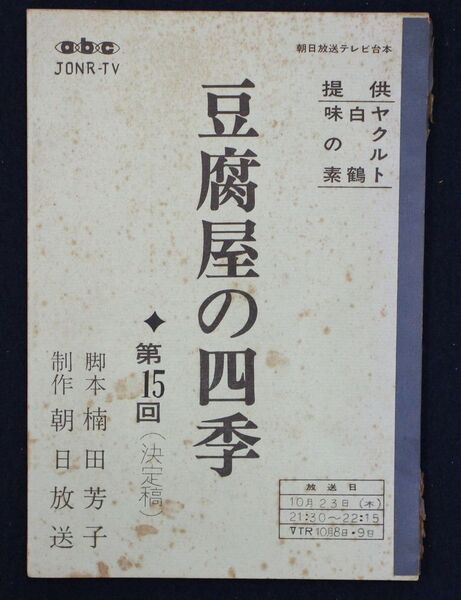 abc
JONR-TV
朝日放送テレビ台本
提供
ヤクルト
白鶴
味の素
豆腐屋の四季
◆第15回(決定稿)
脚本 楠田芳子
制作 朝日放送
放送日
10月23日(木)
21:30〜22:15
VTR10月8日・9日